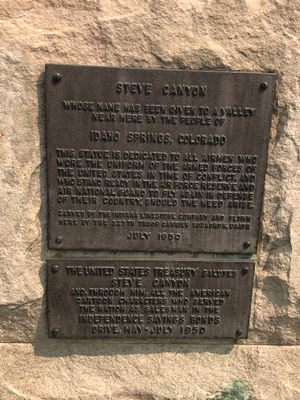 STEVE CANYON
WHOSE NAME HAS BEEN GIVEN TO A VALLEY
NEAR HERE BY THE PEOPLE OF
IDAHO SPRINGS, COLORADO
THIS STATUE IS DEDICATED TO ALL AIRMEN WHO
WORE THE UNIFORM OF THE ARMED FORCES OF
THE UNITED STATES IN TIME OF CONFLICT, AND
WHO STAND READY IN THE AIR FORCE RESERVE AND
AIR NATIONAL GUARD TO FLY AGAIN IN DEFENSE
OF THEIR COUNTRY, SHOULD THE NEED ARISE
CARVED BY THE INDIANA LIMESTONE COMPANY AND FLOWN
HERE BY THE TROOP CARRIER SQUADRON,
JULY 1950
THE UNITED STATES TREASURY SALUTES
STEVE CANYON
AND THROUGH HIM, ALL THE AMERICAN
CARTOON CHARACTERS WHO SERVED
THE NATION AS SALESMAN IN THE
INDEPENDENCE SAVINGS BONDS
DRIVE, MAY-JULY 1950